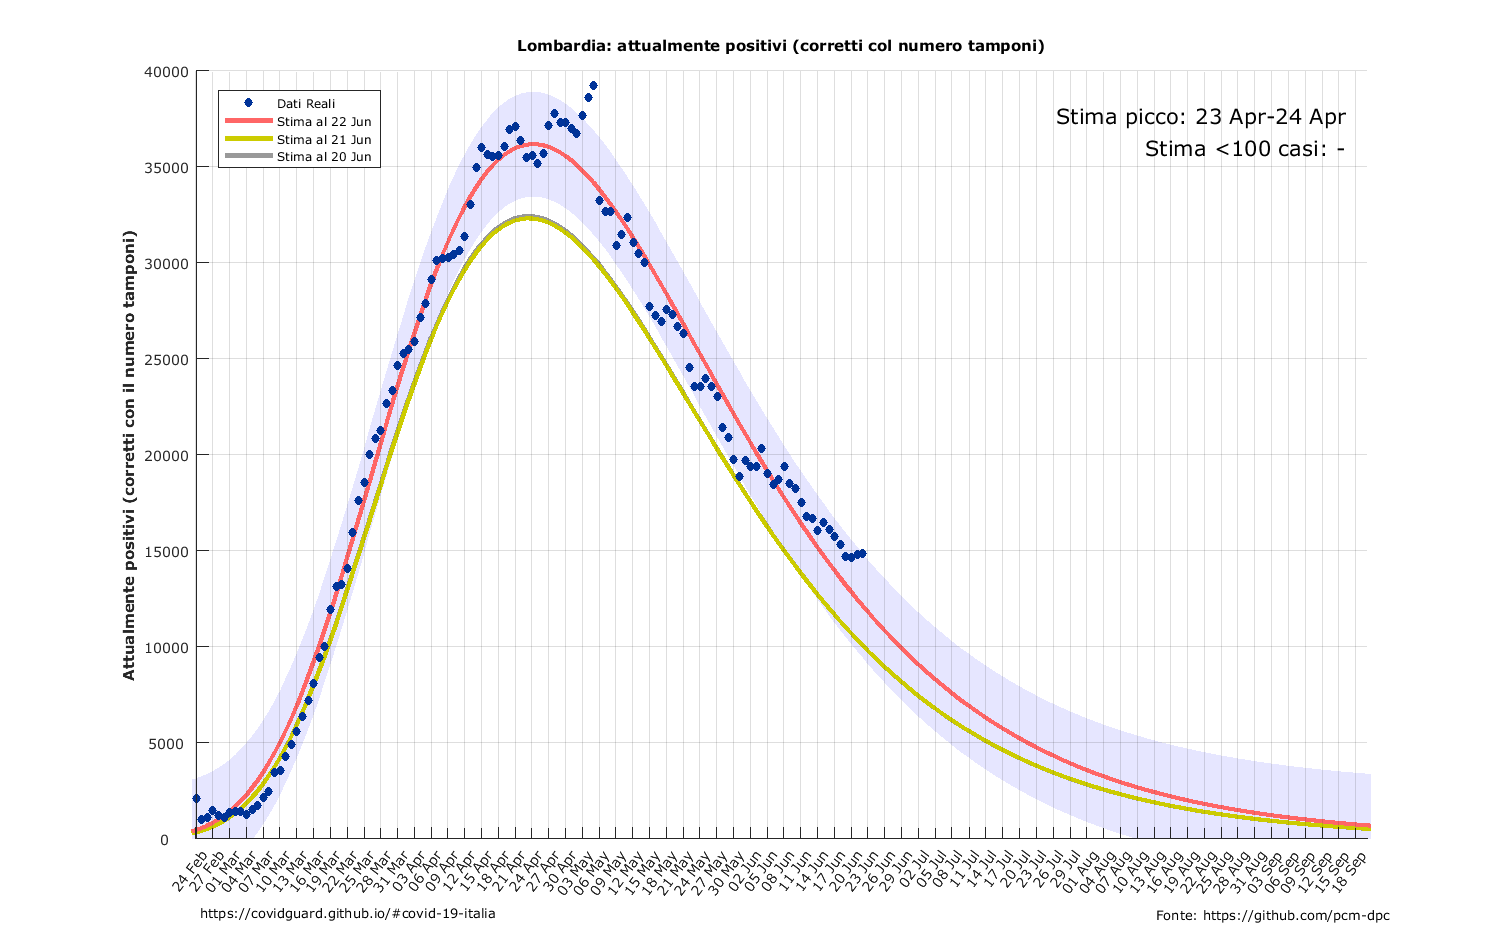 Lombardia: attualmente positivi (corretti col numero tamponi)
Stima picco: 23 Apr-24 Apr
Stima <100 casi: -
Dati Reali
Stima al 22 Jun
Stima al 21 Jun
Stima al 20 Jun
Attualmente positivi (corretti con il numero tamponi)
40000
35000
30000
25000
20000
15000
10000
5000
0
24 Feb
27 Feb
01 Mar
04 Mar
07 Mar
10 Mar
13 Mar
16 Mar
19 Mar
22 Mar
25 Mar
28 Mar
31 Mar
03 Apr
06 Apr
09 Apr
12 Apr
15 Apr
18 Apr
21 Apr
24 Apr
27 Apr
30 Apr
03 May
06 May
09 May
12 May
15 May
18 May
21 May
24 May
27 May
30 May
02 Jun
05 Jun
08 Jun
11 Jun
14 Jun
17 Jun
20 Jun
23 Jun
26 Jun
29 Jun
02 Jul
05 Jul
08 Jul
11 Jul
14 Jul
17 Jul
20 Jul
23 Jul
26 Jul
29 Jul
01 Aug
04 Aug
07 Aug
10 Aug
13 Aug
16 Aug
19 Aug
22 Aug
25 Aug
28 Aug
31 Aug
03 Sep
06 Sep
09 Sep
12 Sep
15 Sep
18 Sep
https://covidguard.github.io/#covid-19-italia
Fonte: https://github.com/pcm-dpc